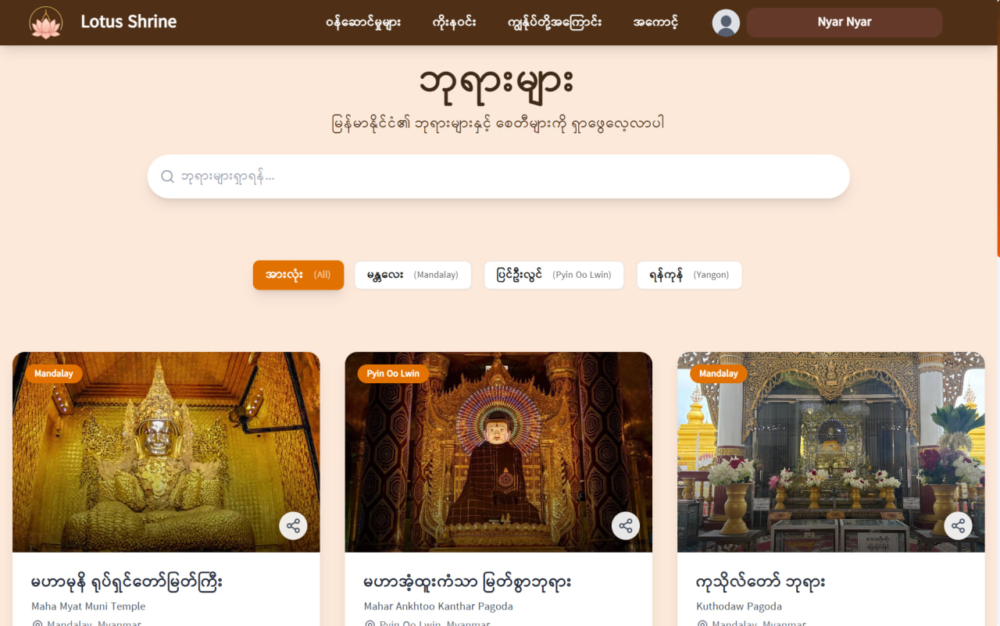 Lotus Shrine
ဝန်ဆောင်မှုများ
ကိုးနဝင်း
ကျွန်ုပ်တို့အကြောင်း
အကောင့်
Nyar Nyar
ဘုရားများ
မြန်မာနိုင်ငံ၏ ဘုရားများနှင့် စေတီများကို ရှာဖွေလေ့လာပါ
ဘုရားများရှာရန်...
အားလုံး (All)
မန္တလေး (Mandalay)
ပြင်ဦးလွင် (Pyin Oo Lwin)
ရန်ကုန် (Yangon)
Mandalay
Pyin Oo Lwin
Mandalay
မဟာမုနိ ရုပ်ရှင်တော်မြတ်ကြီး
Maha Myat Muni Temple
Mandalay, Myanmar
မဟာအံ့ထူးကံသာ မြတ်စွာဘုရား
Mahar Ankhtoo Kanthar Pagoda
Pyin Oo Lwin, Myanmar
ကုသိုလ်တော် ဘုရား
Kuthodaw Pagoda
Mandalay, Myanmar